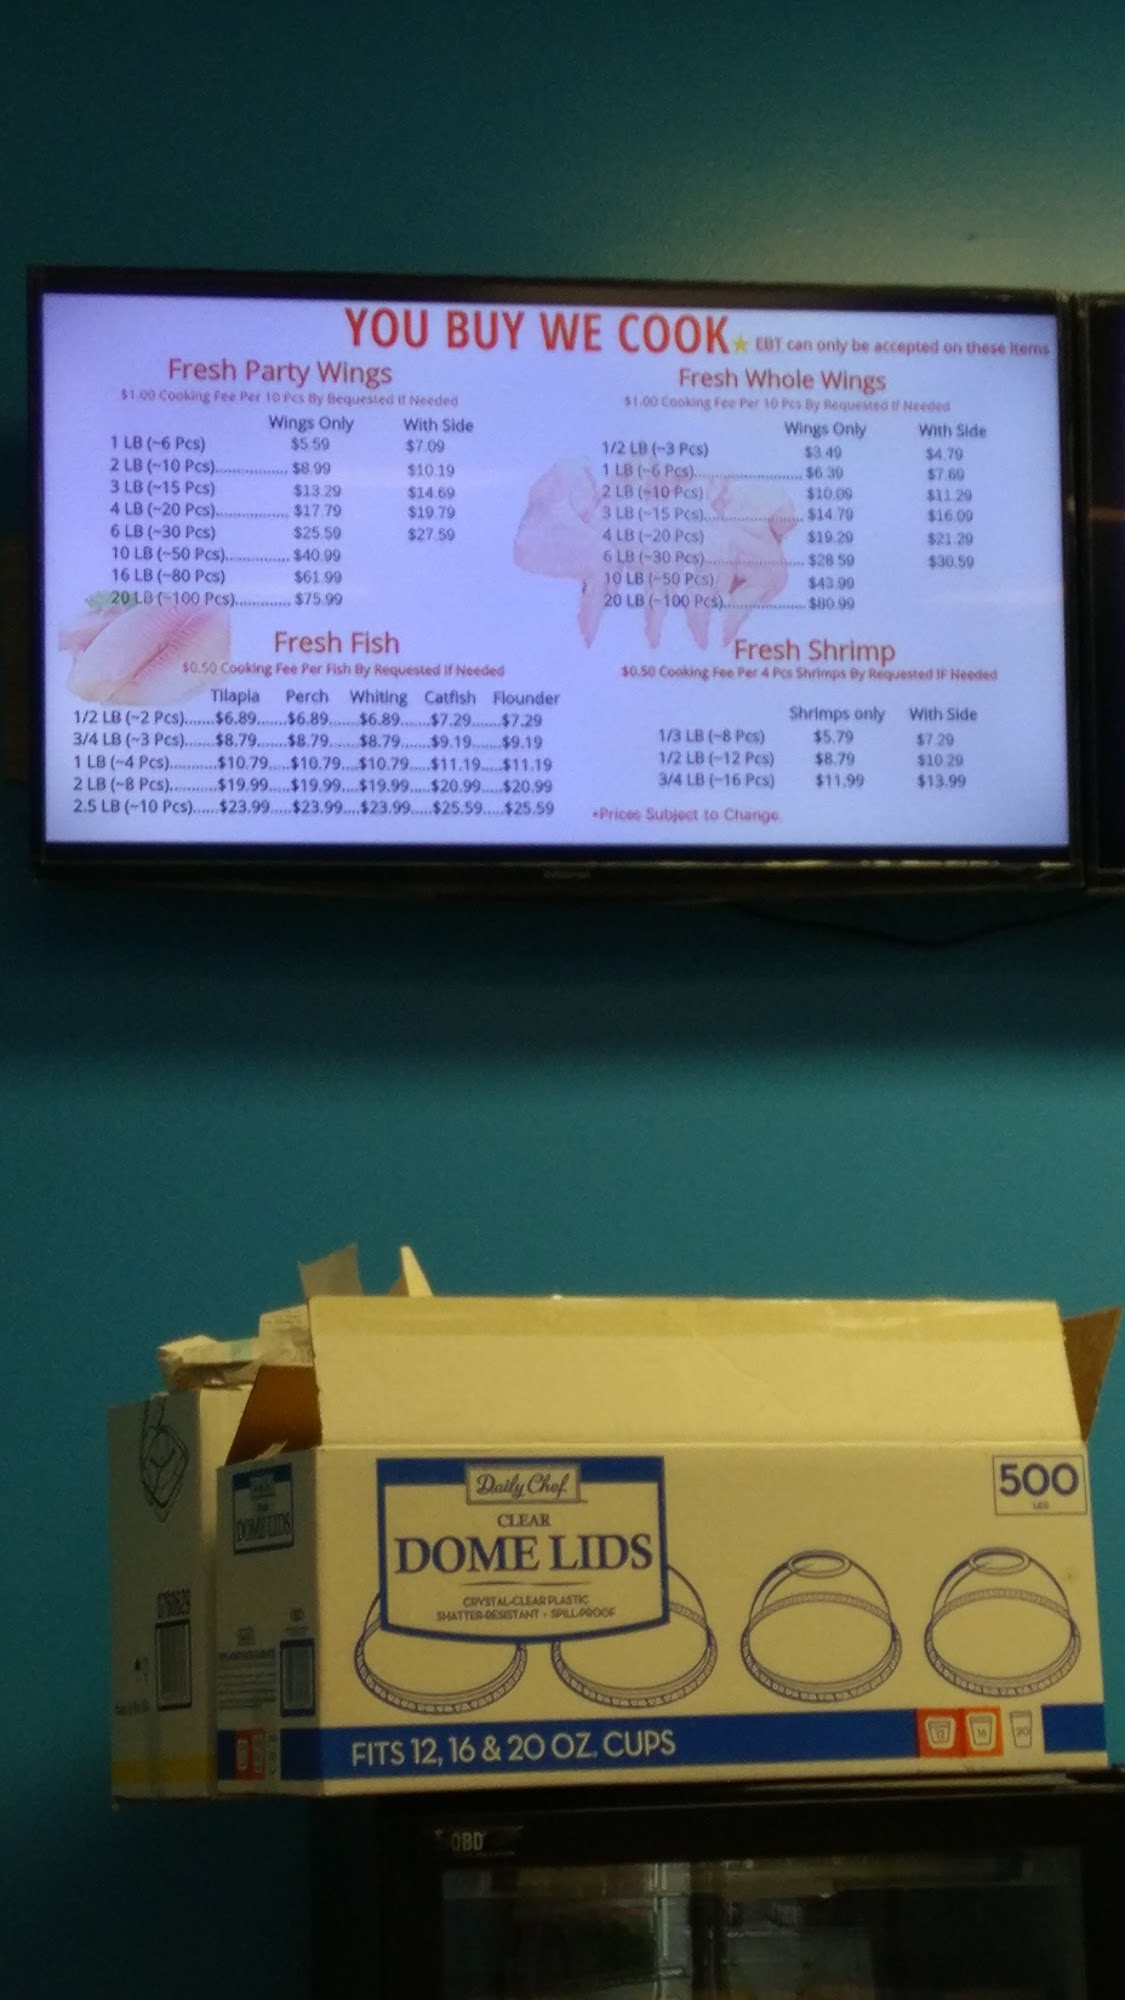 YOU BUY WE COOK
EBT can only be accepted on these Items
Fresh Party Wings
$1.00 Cooking Fee Per 10 Pcs By Requested If Needed
Wings Only With Side
1 LB (~6 Pcs) $5.59 $7.09
2 LB (~10 Pcs)................ $8.99 $10.19
3 LB (~15 Pcs) $13.29 $14.69
4 LB (~20 Pcs)................ $17.79 $19.79
6 LB (~30 Pcs) $25.59 $27.59
10 LB (~50 Pcs).............. $40.99
16 LB (~80 Pcs) $61.99
20 LB (~100 Pcs)............ $75.99
Fresh Whole Wings
$1.00 Cooking Fee Per 10 Pcs By Requested If Needed
Wings Only With Side
1/2 LB (~3 Pcs) $3.49 $4.79
1 LB (~6 Pcs)........................ $6.39 $7.69
2 LB (~10 Pcs) $10.09 $11.29
3 LB (~15 Pcs)...................... $14.79 $16.09
4 LB (~20 Pcs) $19.29 $21.29
6 LB (~30 Pcs)...................... $28.59 $30.59
10 LB (~50 Pcs) $43.99
20 LB (~100 Pcs).................. $80.99
Fresh Fish
$0.50 Cooking Fee Per Fish By Requested If Needed
Tilapia Perch Whiting Catfish Flounder
1/2 LB (~2 Pcs).......$6.89.......$6.89.......$6.89.......$7.29.......$7.29
3/4 LB (~3 Pcs).......$8.79.......$8.79.......$8.79.......$9.19.......$9.19
1 LB (~4 Pcs)...........$10.79.....$10.79.....$10.79.....$11.19.....$11.19
2 LB (~8 Pcs)...........$19.99.....$19.99....$19.99.....$20.99.....$20.99
2.5 LB (~10 Pcs)......$23.99.....$23.99....$23.99.....$25.59.....$25.59
Fresh Shrimp
$0.50 Cooking Fee Per 4 Pcs Shrimps By Requested IF Needed
Shrimps only With Side
1/3 LB (~8 Pcs) $5.79 $7.29
1/2 LB (~12 Pcs) $8.79 $10.29
3/4 LB (~16 Pcs) $11.99 $13.99
*Prices Subject to Change
Daily Chef
CLEAR
DOME LIDS
CRYSTAL-CLEAR PLASTIC
SHATTER-RESISTANT • SPILL-PROOF
500
LIDS
FITS 12, 16 & 20 OZ. CUPS
12 16 20
DOME LIDS
0760629
QBD